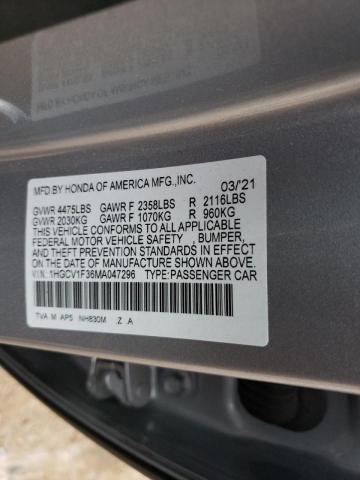 MFD.BY HONDA OF AMERICA MFG.,INC. 03/'21
GVWR 4475LBS GAWR F 2358LBS R 2116LBS
GVWR 2030KG GAWR F 1070KG R 960KG
THIS VEHICLE CONFORMS TO ALL APPLICABLE
FEDERAL MOTOR VEHICLE SAFETY , BUMPER,
AND THEFT PREVENTION STANDARDS IN EFFECT
ON THE DATE OF MANUFACTURE SHOWN ABOVE.
V.I.N.: 1HGCV1F36MA047296 TYPE:PASSENGER CAR
TVA M AP5 NH830M .Z A